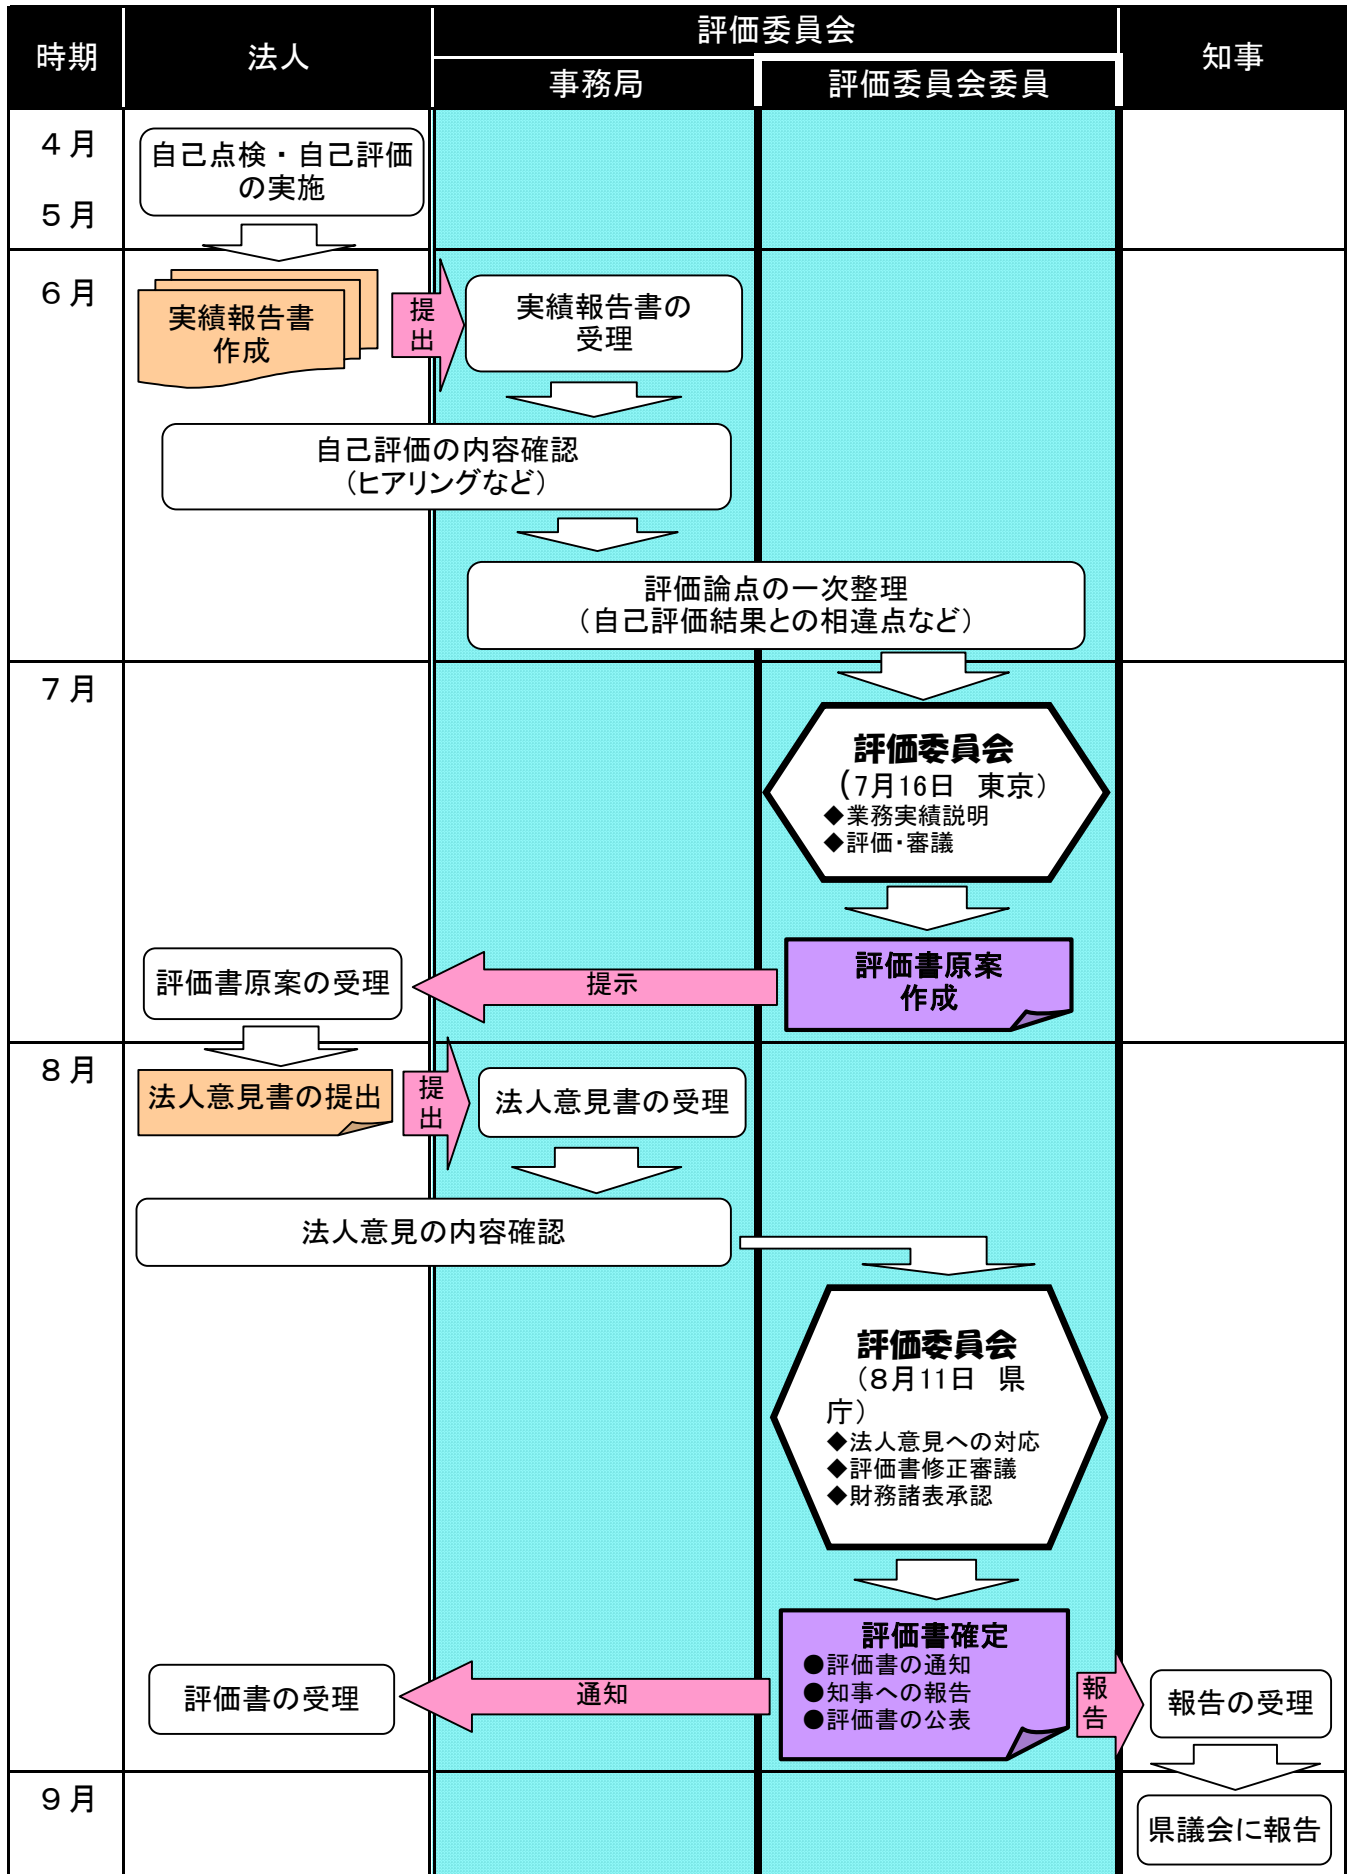 時期
法人
評価委員会
事務局
評価委員会委員
知事
４月
５月
自己点検・自己評価
の実施
６月
実績報告書
作成
提
出
実績報告書の
受理
自己評価の内容確認
（ヒアリングなど）
評価論点の一次整理
（自己評価結果との相違点など）
７月
評価委員会
（7月16日　東京）
◆業務実績説明
◆評価・審議
評価書原案
作成
提示
評価書原案の受理
８月
法人意見書の提出
提
出
法人意見書の受理
法人意見の内容確認
評価委員会
（８月11日　県
庁）
◆法人意見への対応
◆評価書修正審議
◆財務諸表承認
評価書確定
●評価書の通知
●知事への報告
●評価書の公表
通知
評価書の受理
報
告
報告の受理
９月
県議会に報告